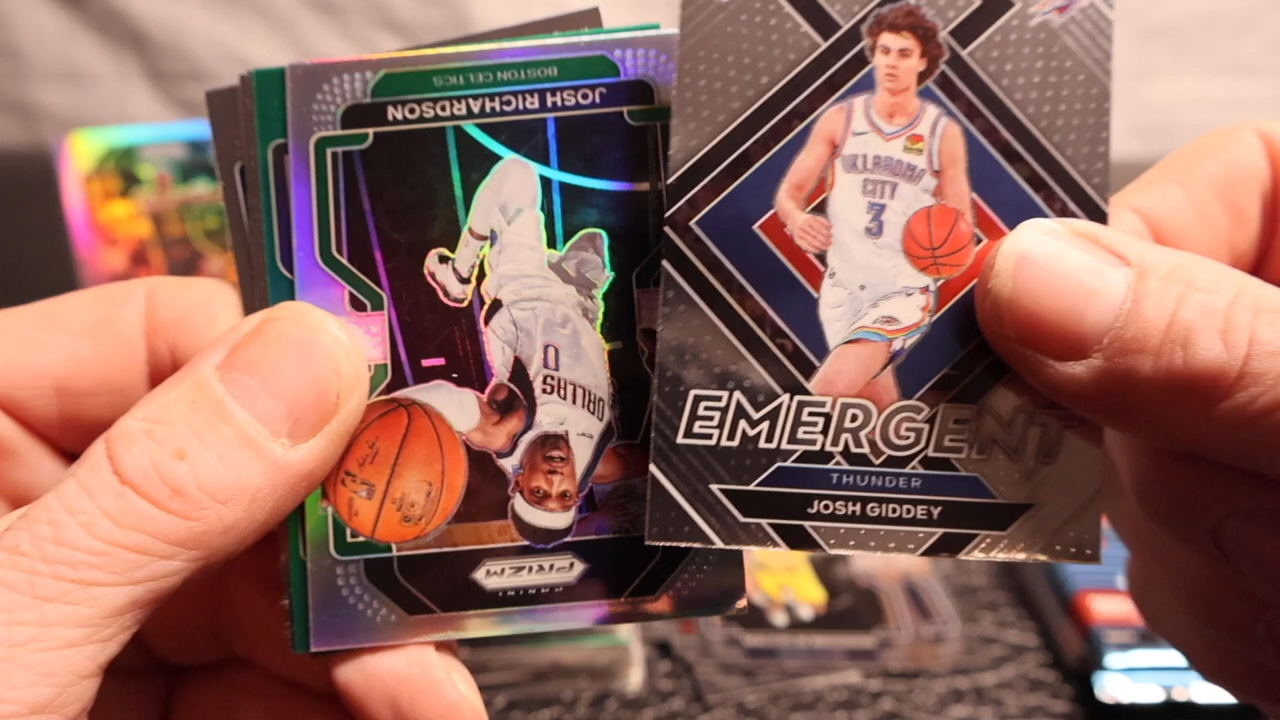 BOSTON CELTICS
JOSH RICHARDSON
0
DALLAS
PRIZM
PANINI
OKLAHOMA
CITY
3
EMERGENT
THUNDER
JOSH GIDDEY